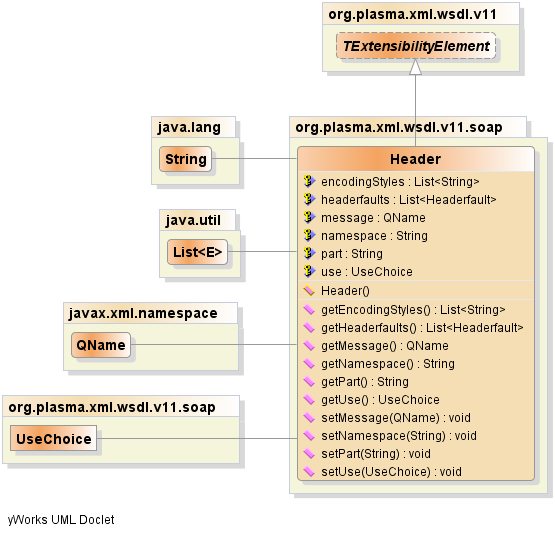 org.plasma.xml.wsdl.v11
TExtensibilityElement
java.lang
String
org.plasma.xml.wsdl.v11.soap
Header
encodingStyles : List<String>
headerfaults : List<Headerfault>
message : QName
namespace : String
part : String
use : UseChoice
Header()
getEncodingStyles() : List<String>
getHeaderfaults() : List<Headerfault>
getMessage() : QName
getNamespace() : String
getPart() : String
getUse() : UseChoice
setMessage(QName) : void
setNamespace(String) : void
setPart(String) : void
setUse(UseChoice) : void
java.util
List<E>
javax.xml.namespace
QName
org.plasma.xml.wsdl.v11.soap
UseChoice
yWorks UML Doclet